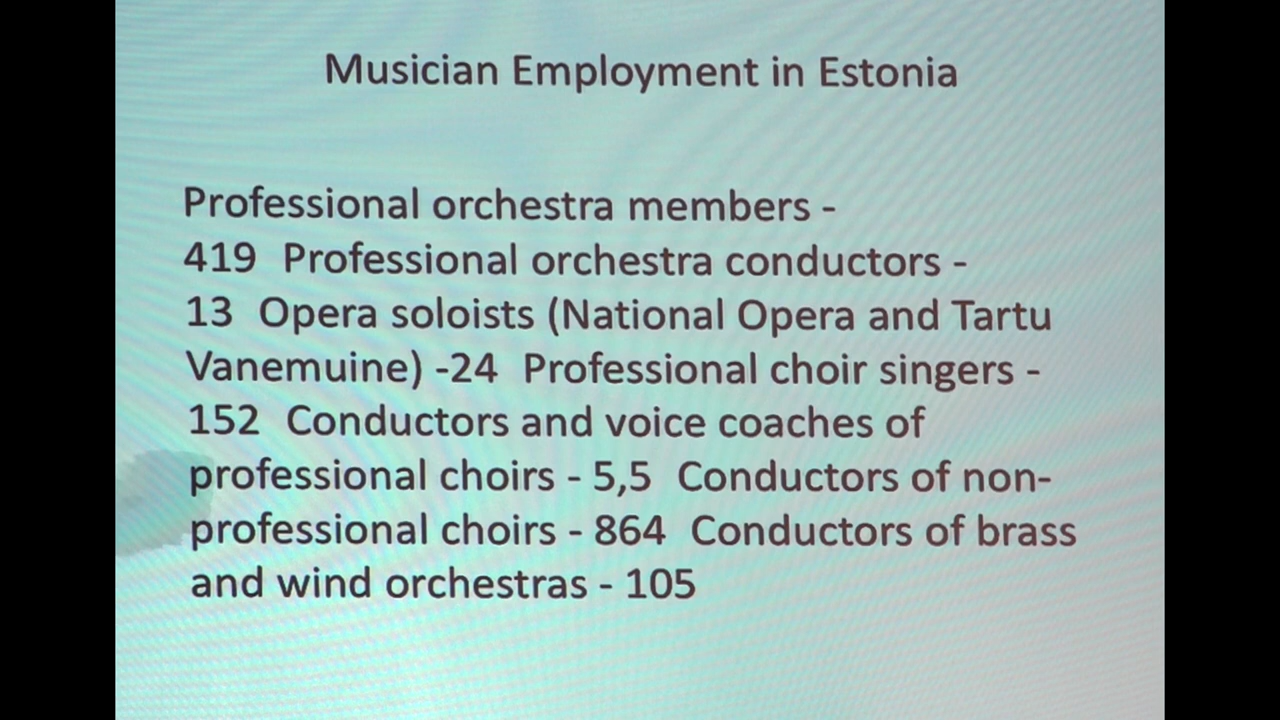 Musician Employment in Estonia
Professional orchestra members -
419 Professional orchestra conductors -
13 Opera soloists (National Opera and Tartu
Vanemuine) -24 Professional choir singers -
152 Conductors and voice coaches of
professional choirs - 5,5 Conductors of non-
professional choirs - 864 Conductors of brass
and wind orchestras - 105